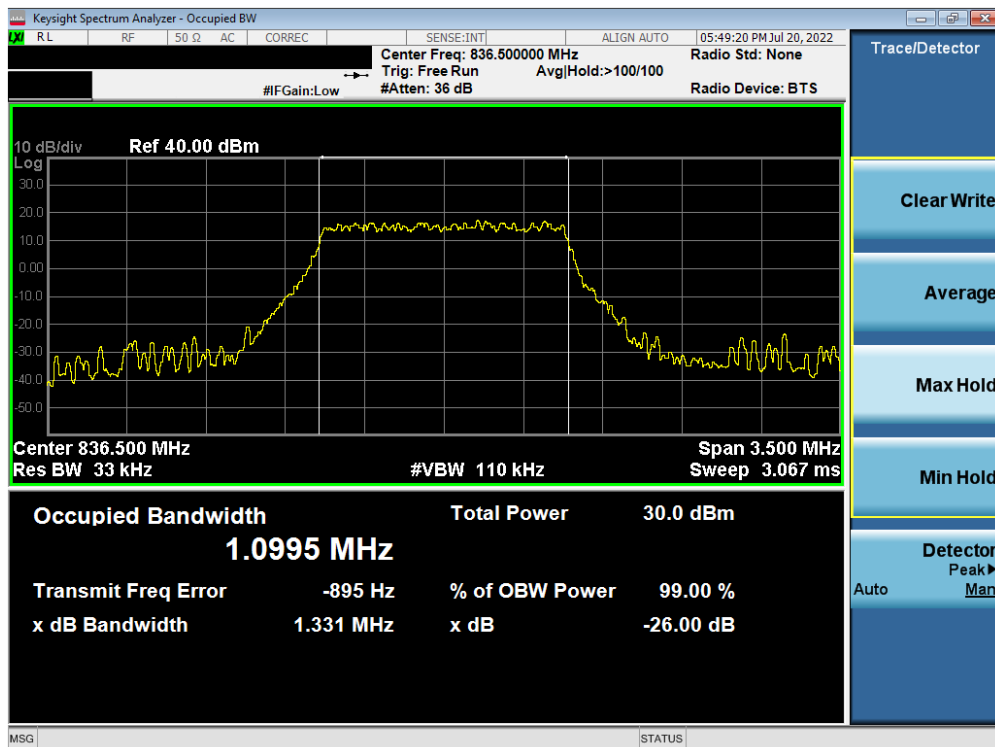 Keysight Spectrum Analyzer - Occupied BW
LXI RL RF 50 Ω AC CORREC SENSE:INT ALIGN AUTO 05:49:20 PM Jul 20, 2022
Center Freq: 836.500000 MHz Radio Std: None
Trig: Free Run Avg|Hold:>100/100
#IFGain:Low #Atten: 36 dB Radio Device: BTS
Trace/Detector
10 dB/div Ref 40.00 dBm
Log
30.0
20.0
10.0
0.00
-10.0
-20.0
-30.0
-40.0
-50.0
Center 836.500 MHz Span 3.500 MHz
Res BW 33 kHz #VBW 110 kHz Sweep 3.067 ms
Occupied Bandwidth Total Power 30.0 dBm
1.0995 MHz
Transmit Freq Error -895 Hz % of OBW Power 99.00 %
x dB Bandwidth 1.331 MHz x dB -26.00 dB
Clear Write
Average
Max Hold
Min Hold
Detector
Peak▶
Auto Man
MSG STATUS